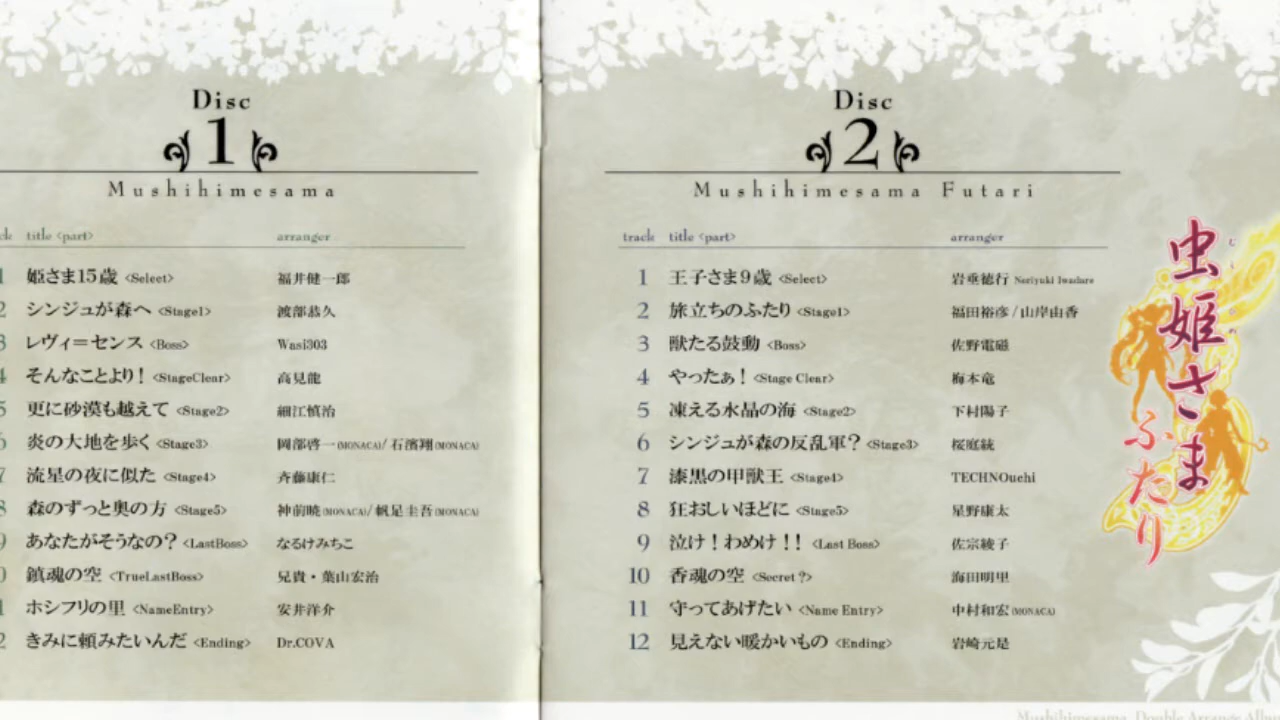 Disc
1
Mushihimesama
title <part> arranger
姫さま15歳 <Select> 福井健一郎
シンジュが森へ <Stage1> 渡部恭久
レヴィ＝センス <Boss> Wasi303
そんなことより！ <StageClear> 高見龍
更に砂漠も越えて <Stage2> 細江慎治
炎の大地を歩く <Stage3> 岡部啓一(MONACA)/石濱翔(MONACA)
流星の夜に似た <Stage4> 斉藤康仁
森のずっと奥の方 <Stage5> 神前暁(MONACA)/帆足圭吾(MONACA)
あなたがそうなの？ <LastBoss> なるけみちこ
鎮魂の空 <TrueLastBoss> 兄貴・葉山宏治
ホシフリの里 <NameEntry> 安井洋介
きみに頼みたいんだ <Ending> Dr.COVA
Disc
2
Mushihimesama Futari
track title <part> arranger
1 王子さま9歳 <Select> 岩垂徳行 Noriyuki Iwadare
2 旅立ちのふたり <Stage1> 福田裕彦/山岸由香
3 獣たる鼓動 <Boss> 佐野電磁
4 やったぁ！ <Stage Clear> 梅本竜
5 凍える水晶の海 <Stage2> 下村陽子
6 シンジュが森の反乱軍？ <Stage3> 桜庭統
7 漆黒の甲獣王 <Stage4> TECHNOuchi
8 狂おしいほどに <Stage5> 星野康太
9 泣け！わめけ！！ <Last Boss> 佐宗綾子
10 香魂の空 <Secret?> 海田明里
11 守ってあげたい <Name Entry> 中村和宏(MONACA)
12 見えない暖かいもの <Ending> 岩崎元是
虫姫さま
ふたり
Mushihimesama Double Arrange